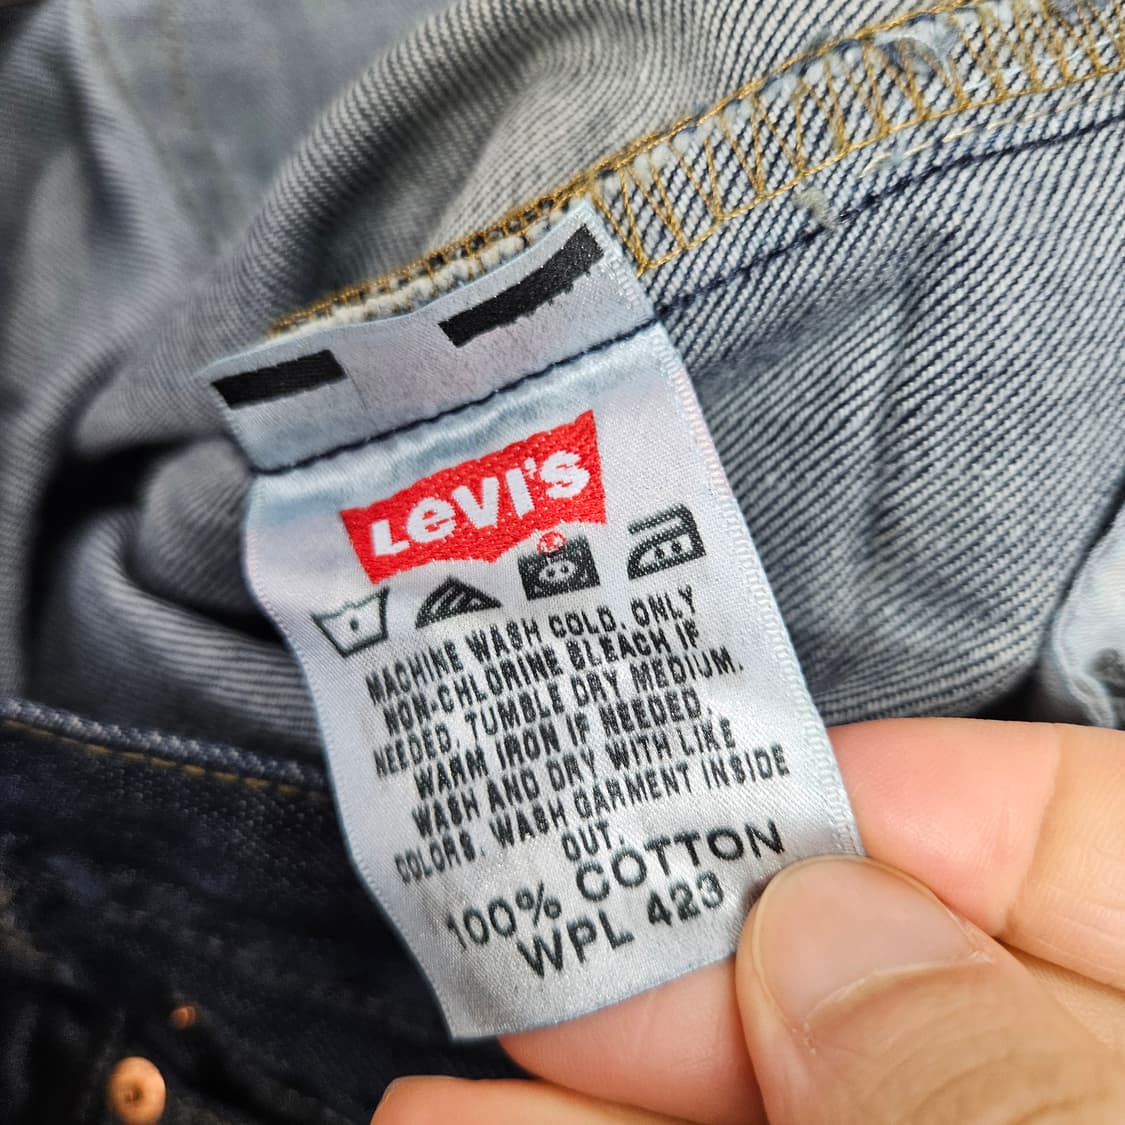 LEVI'S
MACHINE WASH COLD. ONLY
NON-CHLORINE BLEACH IF
NEEDED. TUMBLE DRY MEDIUM.
WARM IRON IF NEEDED.
WASH AND DRY WITH LIKE
COLORS. WASH GARMENT INSIDE
OUT.
100% COTTON
WPL 423